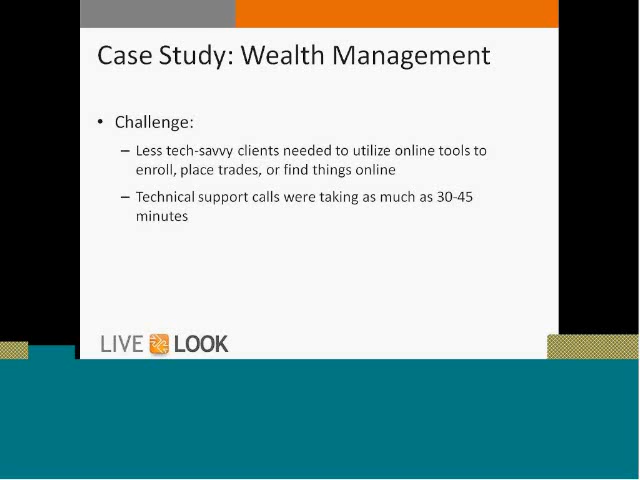 Case Study: Wealth Management
• Challenge:
– Less tech-savvy clients needed to utilize online tools to
enroll, place trades, or find things online
– Technical support calls were taking as much as 30-45
minutes
LIVE LOOK